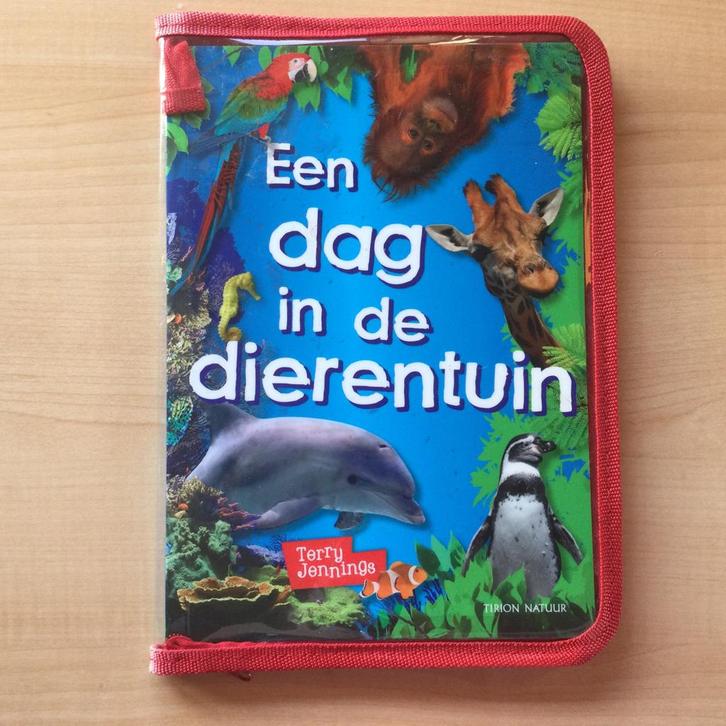 Een
dag
in de
dierentuin
Terry
Jennings
TIRION NATUUR